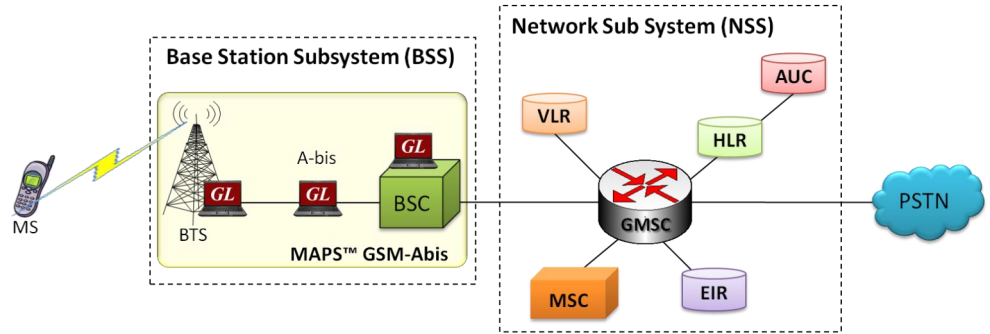 Network Sub System (NSS)
Base Station Subsystem (BSS)
AUC
VLR
HLR
GL
A-bis
GL
GL
BSC
PSTN
MS
BTS
GMSC
MAPS™ GSM-Abis
MSC
EIR